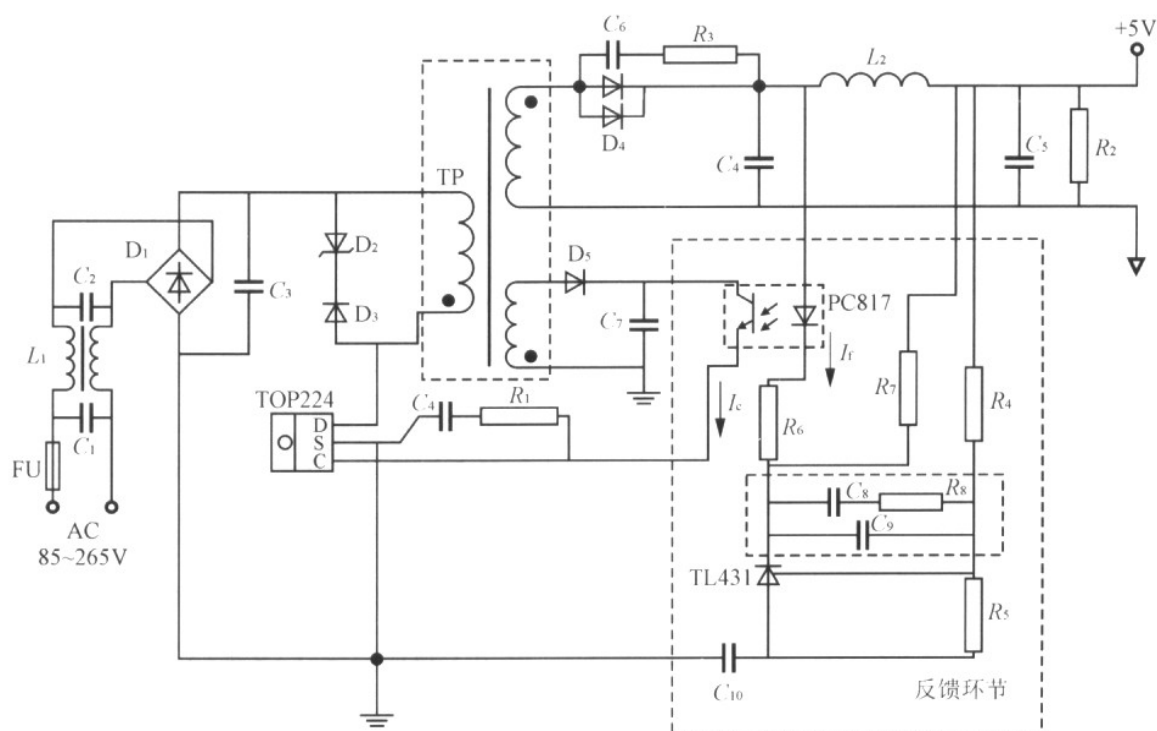 C6
R3
+5V
L2
D4
C4
C5
R2
TP
D1
D2
C2
C3
D5
D3
PC817
C7
L1
If
R7
TOP224
C4
R1
Ic
R4
D
S
C
R6
C1
FU
C8
R8
AC
C9
85~265V
TL431
R5
C10
反馈环节